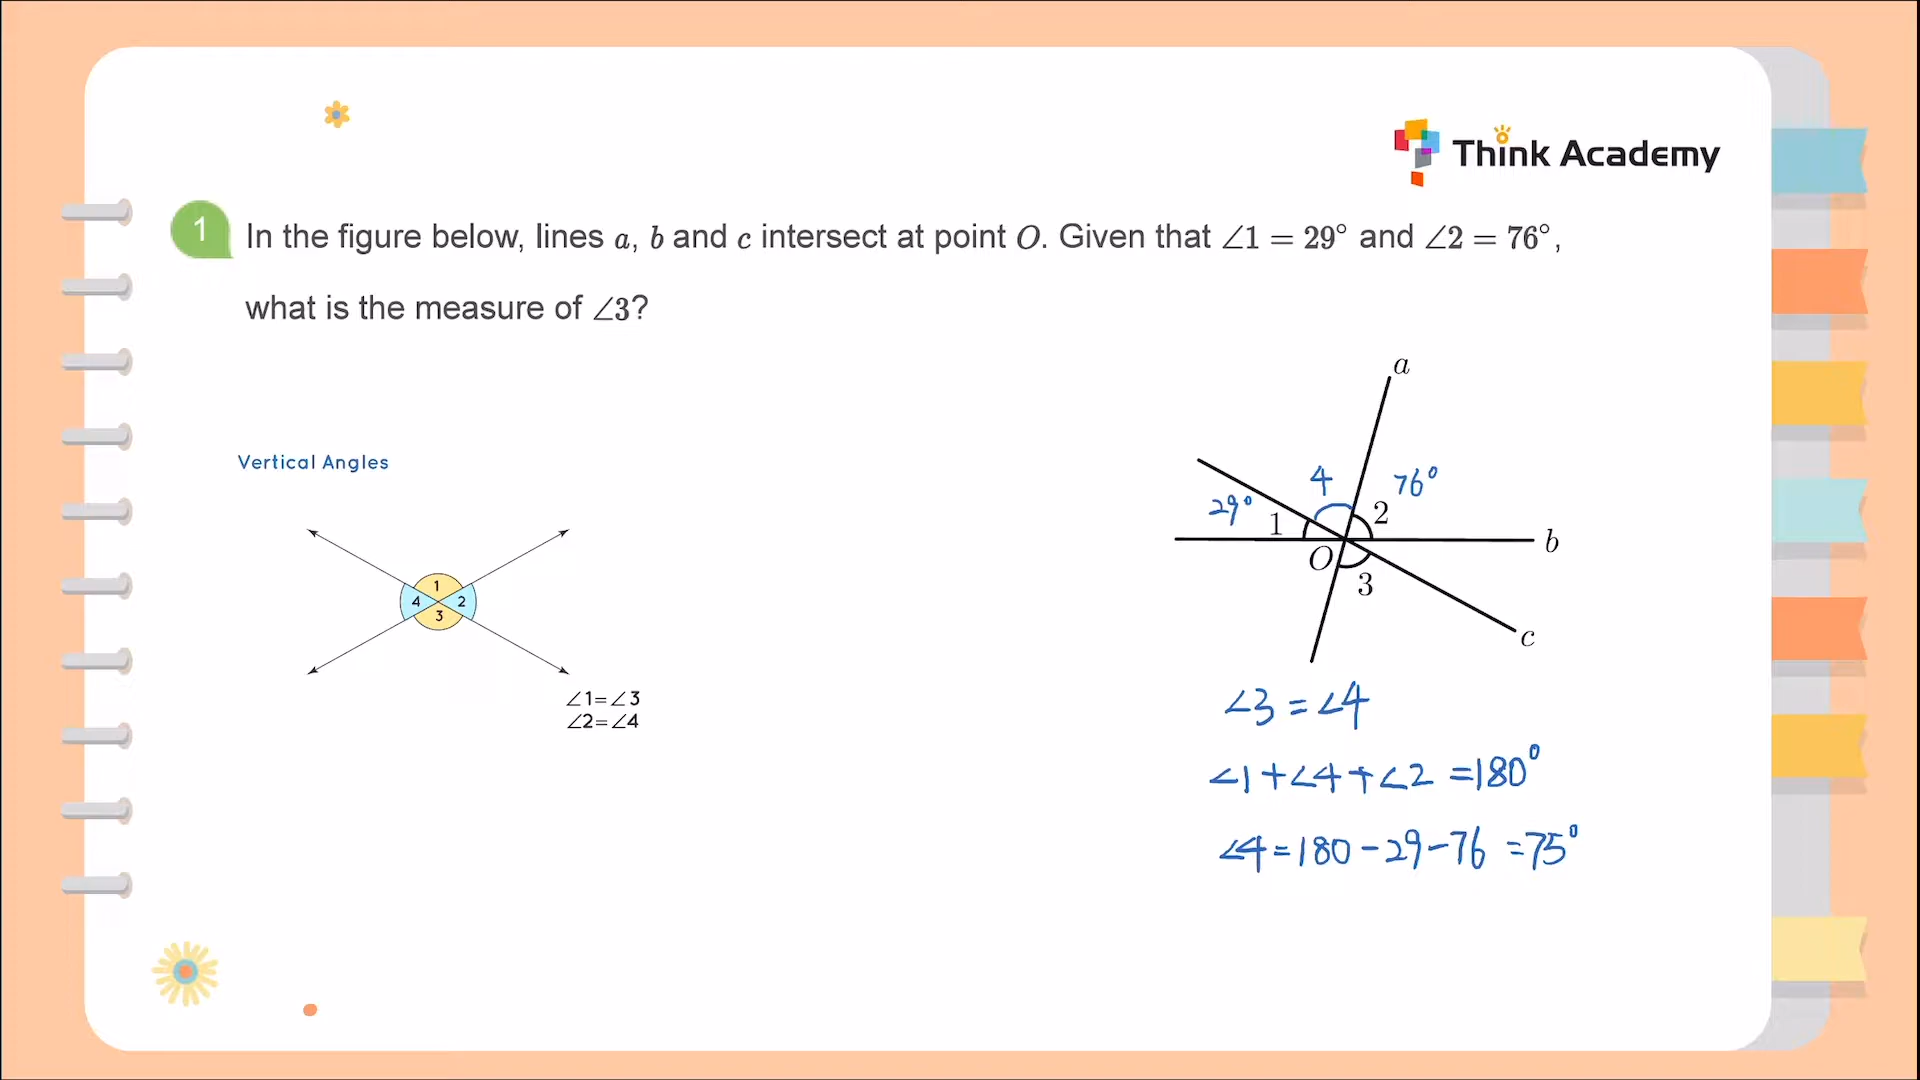 Think Academy
1 In the figure below, lines a, b and c intersect at point O. Given that ∠1 = 29° and ∠2 = 76°,
what is the measure of ∠3?
Vertical Angles
1
4 2
3
∠1=∠3
∠2=∠4
a
4 76°
29° 1 2
O b
3
c
∠3 = ∠4
∠1+∠4+∠2 =180°
∠4=180-29-76 =75°